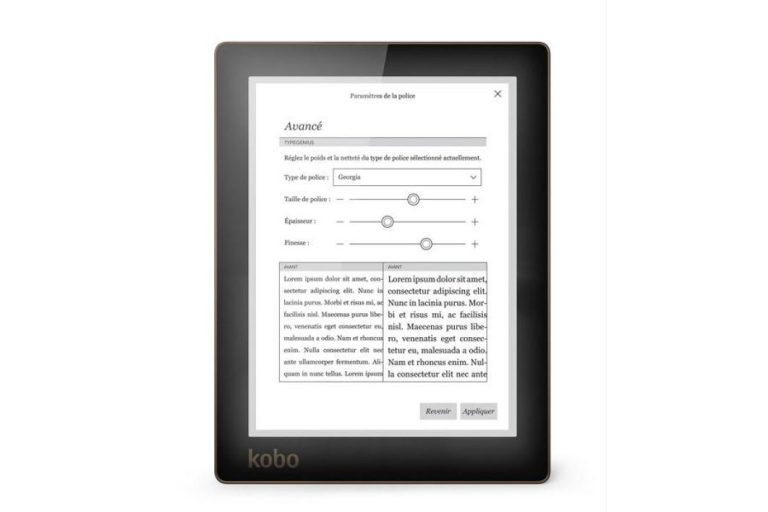 Paramètres de la police
Avancé
TYPEGENIUS
Réglez le poids et la netteté du type de police sélectionné actuellement.
Type de police : Georgia
Taille de police :
Épaisseur :
Finesse :
AVANT
Lorem ipsum dolor sit amet, con-
sectetur adipiscing elit. Nunc in
lacinia purus. Morbi et risus mi, ac
facilisis nisl. Maecenas purus libe-
ro, venenatis eget consectetur eu,
malesuada a odio. Nam et rhoncus
enim. Nulla consectetur elit nec
ante ullamcorper fermentum. Ali-
quam in nunc tellus. Lorem ipsum
AVANT
Lorem ipsum dolor sit amet,
consectetur adipiscing elit.
Nunc in lacinia purus. Mor-
bi et risus mi, ac facilisis
nisl. Maecenas purus libe-
ro, venenatis eget consec-
tetur eu, malesuada a odio.
Nam et rhoncus enim. Nul-
la consectetur elit nec ante
Revenir Appliquer
kobo